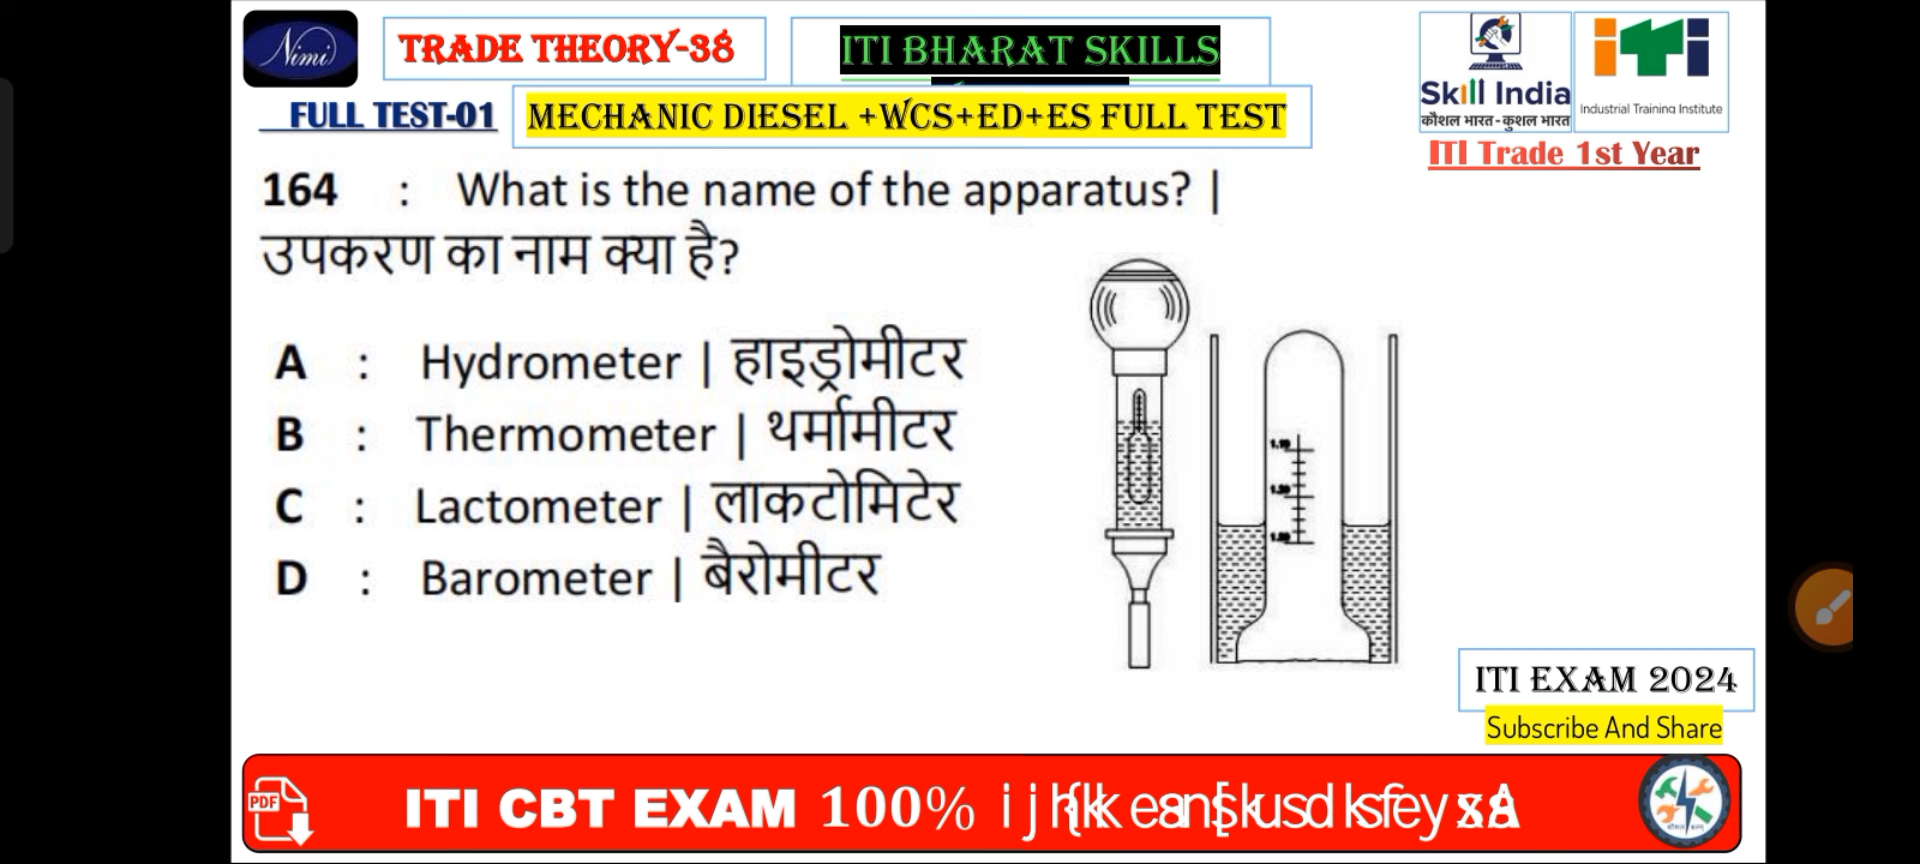 Nimi
TRADE THEORY-38
ITI BHARAT SKILLS
Skill India
कौशल भारत - कुशल भारत
iTi
Industrial Training Institute
FULL TEST-01
MECHANIC DIESEL +WCS+ED+ES FULL TEST
ITI Trade 1st Year
164 : What is the name of the apparatus? |
उपकरण का नाम क्या है?
A : Hydrometer | हाइड्रोमीटर
B : Thermometer | थर्मामीटर
C : Lactometer | लाकटोमिटेर
D : Barometer | बैरोमीटर
ITI EXAM 2024
Subscribe And Share
PDF
ITI CBT EXAM 100%